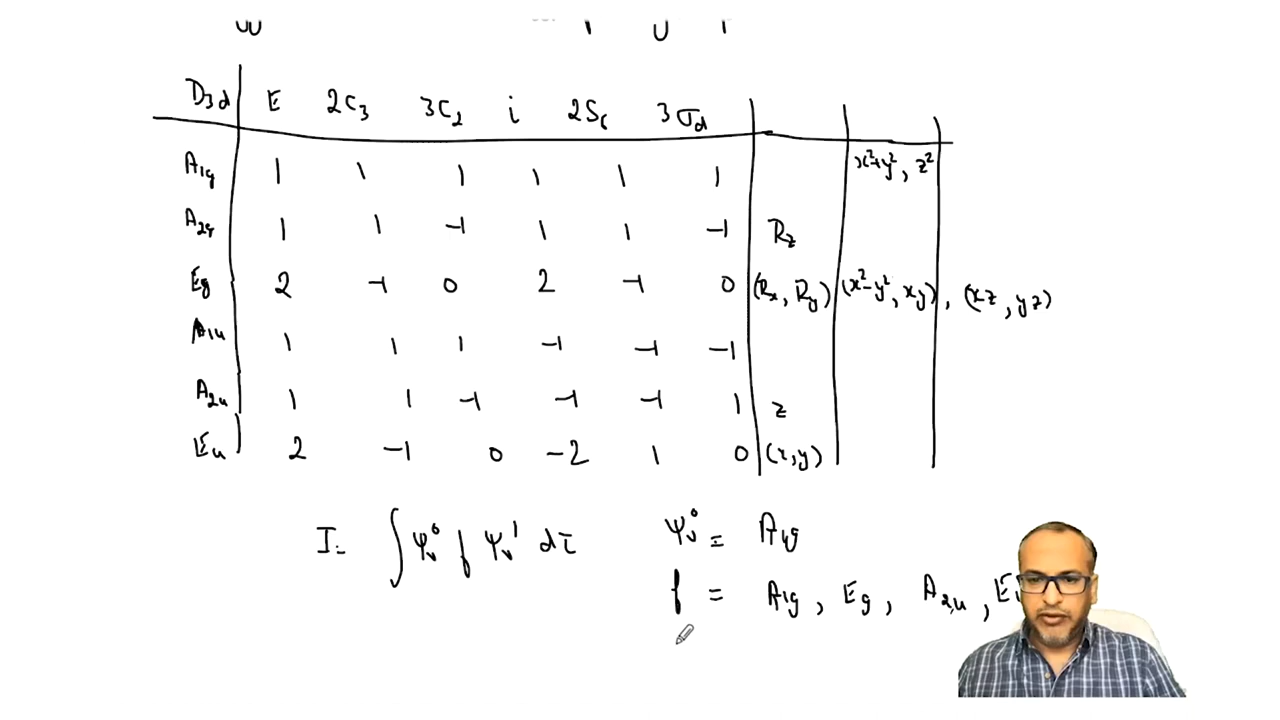 D3d E 2C3 3C2 i 2S6 3σd
A1g 1 1 1 1 1 1 x²+y², z²
A2g 1 1 -1 1 1 -1 Rz
Eg 2 -1 0 2 -1 0 (Rx, Ry) (x²-y², xy), (xz, yz)
A1u 1 1 1 -1 -1 -1
A2u 1 1 -1 -1 -1 1 z
Eu 2 -1 0 -2 1 0 (x,y)
I = ∫ψᵥ⁰ f ψᵥ¹ dτ ψᵥ⁰ = A1g
f = A1g, Eg, A2u,